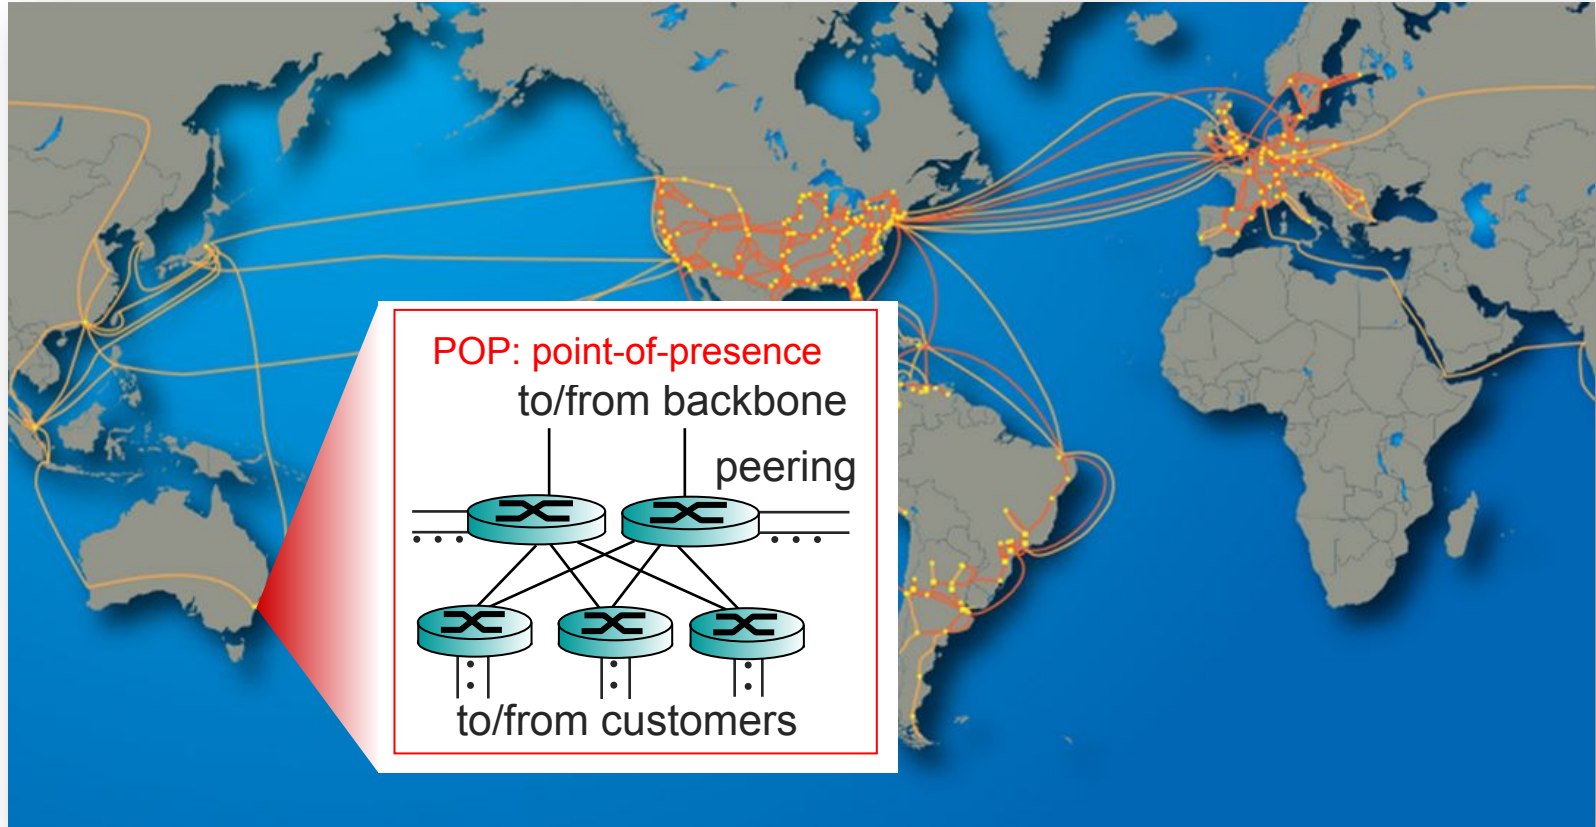 POP: point-of-presence
to/from backbone
peering
to/from customers